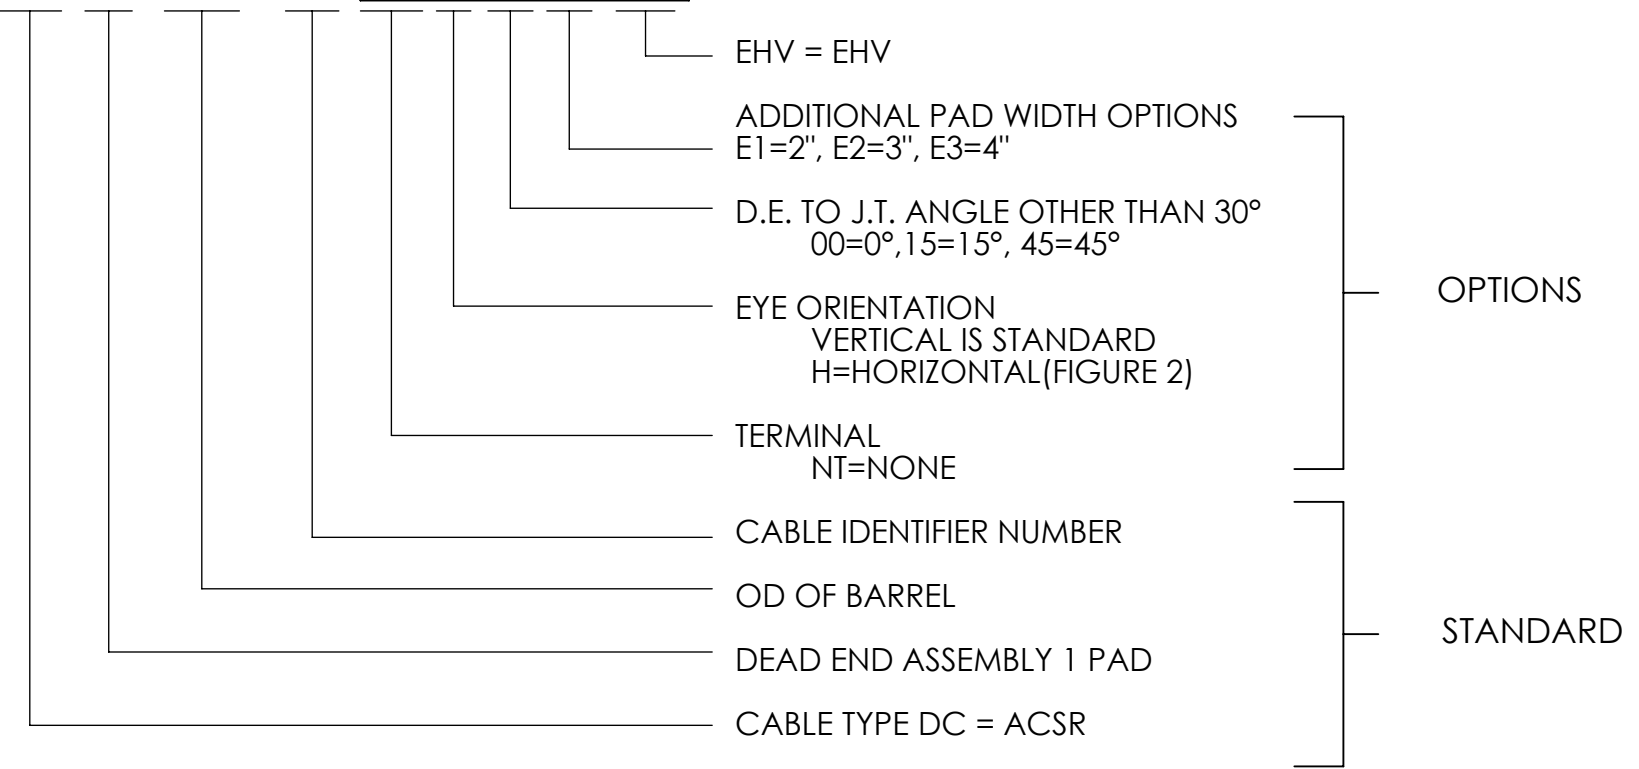 EHV = EHV
ADDITIONAL PAD WIDTH OPTIONS
E1=2", E2=3", E3=4"
D.E. TO J.T. ANGLE OTHER THAN 30°
00=0°,15=15°, 45=45°
EYE ORIENTATION
VERTICAL IS STANDARD
H=HORIZONTAL(FIGURE 2)
TERMINAL
NT=NONE
OPTIONS
CABLE IDENTIFIER NUMBER
OD OF BARREL
DEAD END ASSEMBLY 1 PAD
CABLE TYPE DC = ACSR
STANDARD